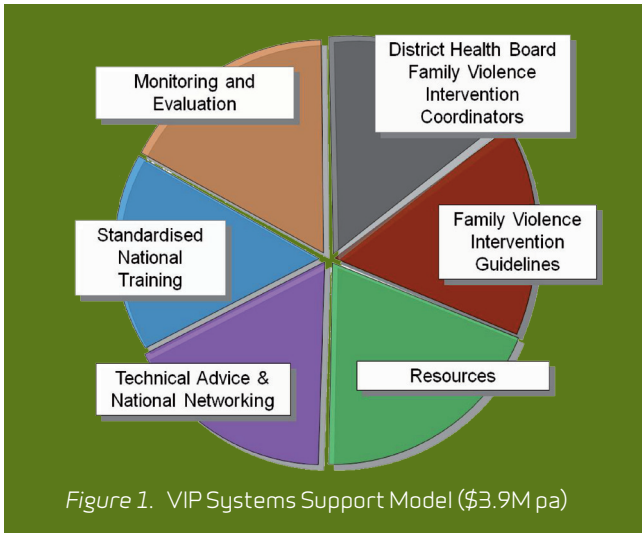 Monitoring and
Evaluation
District Health Board
Family Violence
Intervention
Coordinators
Standardised
National
Training
Family Violence
Intervention
Guidelines
Technical Advice &
National Networking
Resources
Figure 1. VIP Systems Support Model ($3.9M pa)